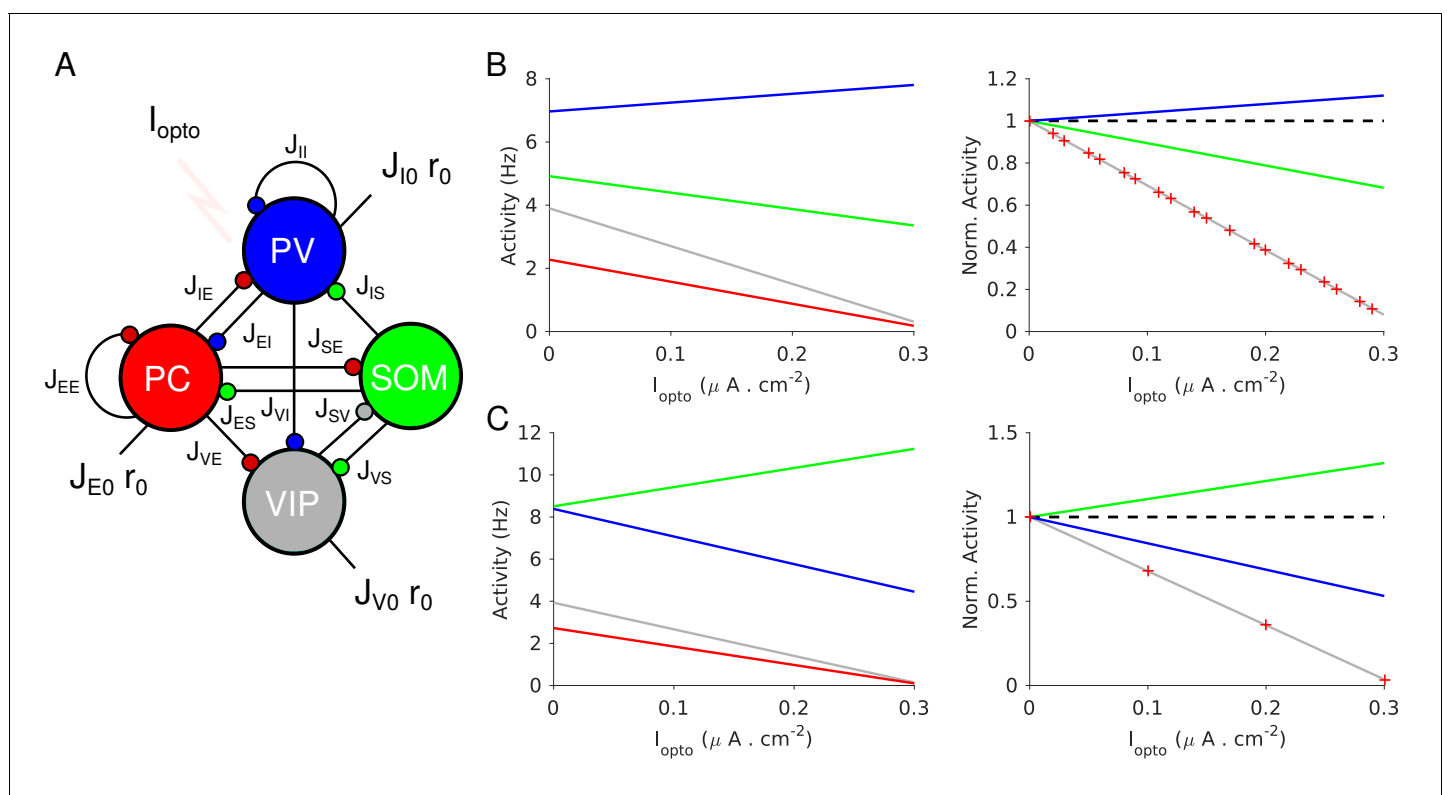 A
I_opto
J_II
J_I0 r_0
PV
J_IE
J_IS
J_EI
J_SE
PC
SOM
J_EE
J_ES
J_VI
J_SV
J_VE
J_VS
J_E0 r_0
VIP
J_V0 r_0
B
8
6
4
2
0
Activity (Hz)
0
0.1
0.2
0.3
I_opto (μ A . cm^-2)
1.2
1
0.8
0.6
0.4
0.2
0
Norm. Activity
0
0.1
0.2
0.3
I_opto (μ A . cm^-2)
C
12
10
8
6
4
2
0
Activity (Hz)
0
0.1
0.2
0.3
I_opto (μ A . cm^-2)
1.5
1
0.5
0
Norm. Activity
0
0.1
0.2
0.3
I_opto (μ A . cm^-2)